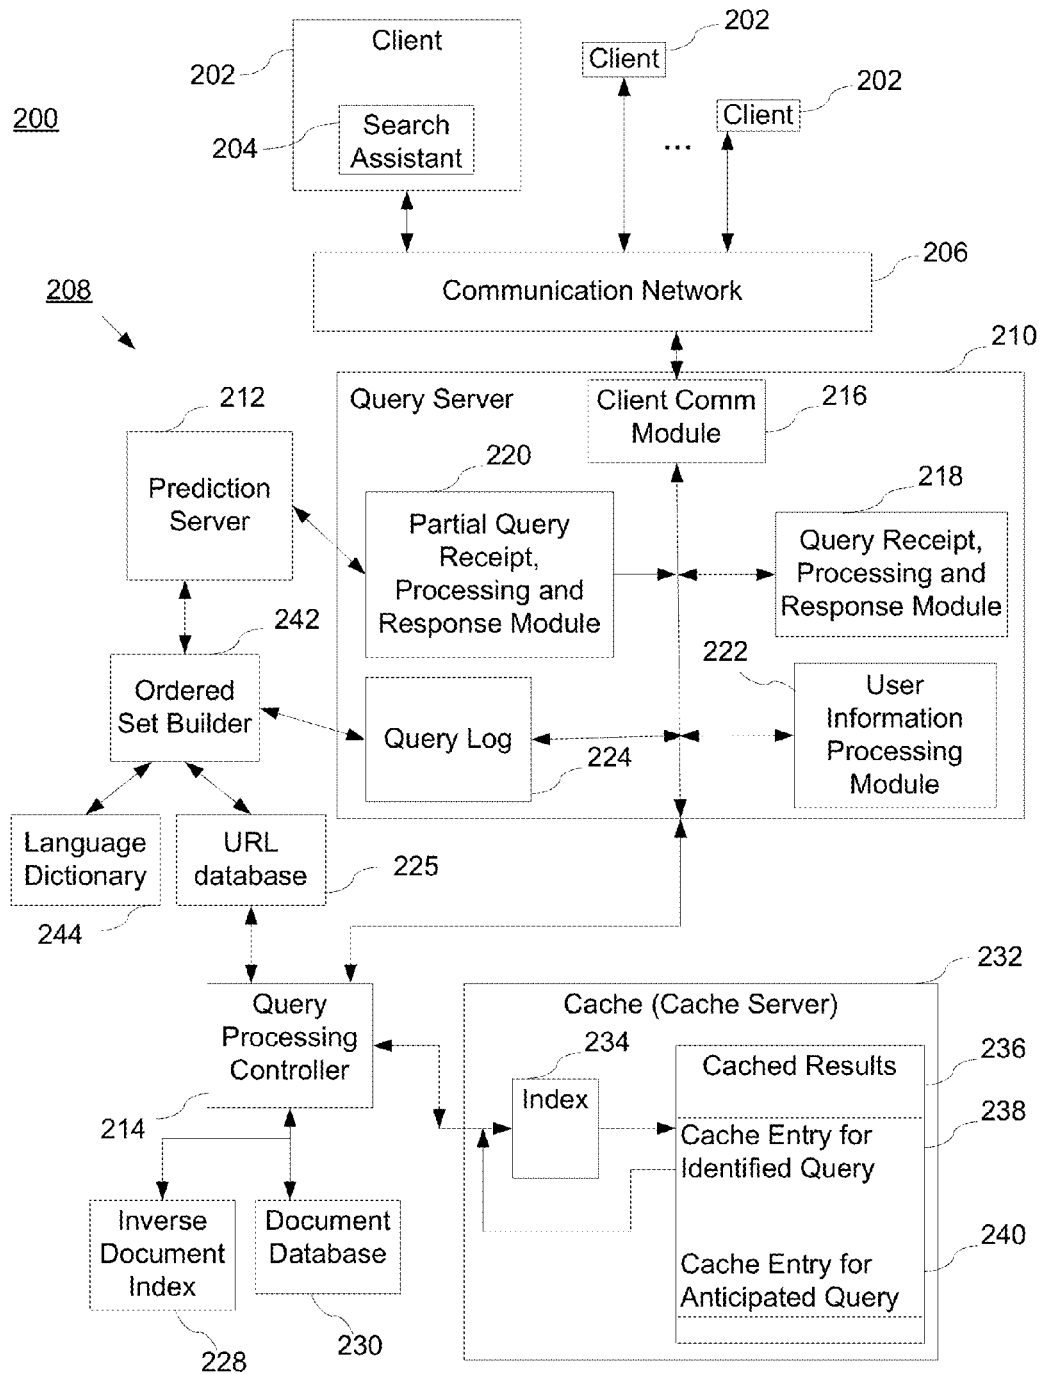 202
Client
202
Client
202
Client
200
204
Search
Assistant
...
206
Communication Network
208
210
Query Server
Client Comm
Module
216
212
Prediction
Server
220
Partial Query
Receipt,
Processing and
Response Module
218
Query Receipt,
Processing and
Response Module
242
Ordered
Set Builder
222
User
Information
Processing
Module
Query Log
224
Language
Dictionary
244
URL
database
225
232
Cache (Cache Server)
Query
Processing
Controller
214
234
Index
Cached Results
236
238
Cache Entry for
Identified Query
240
Cache Entry for
Anticipated Query
Inverse
Document
Index
228
Document
Database
230